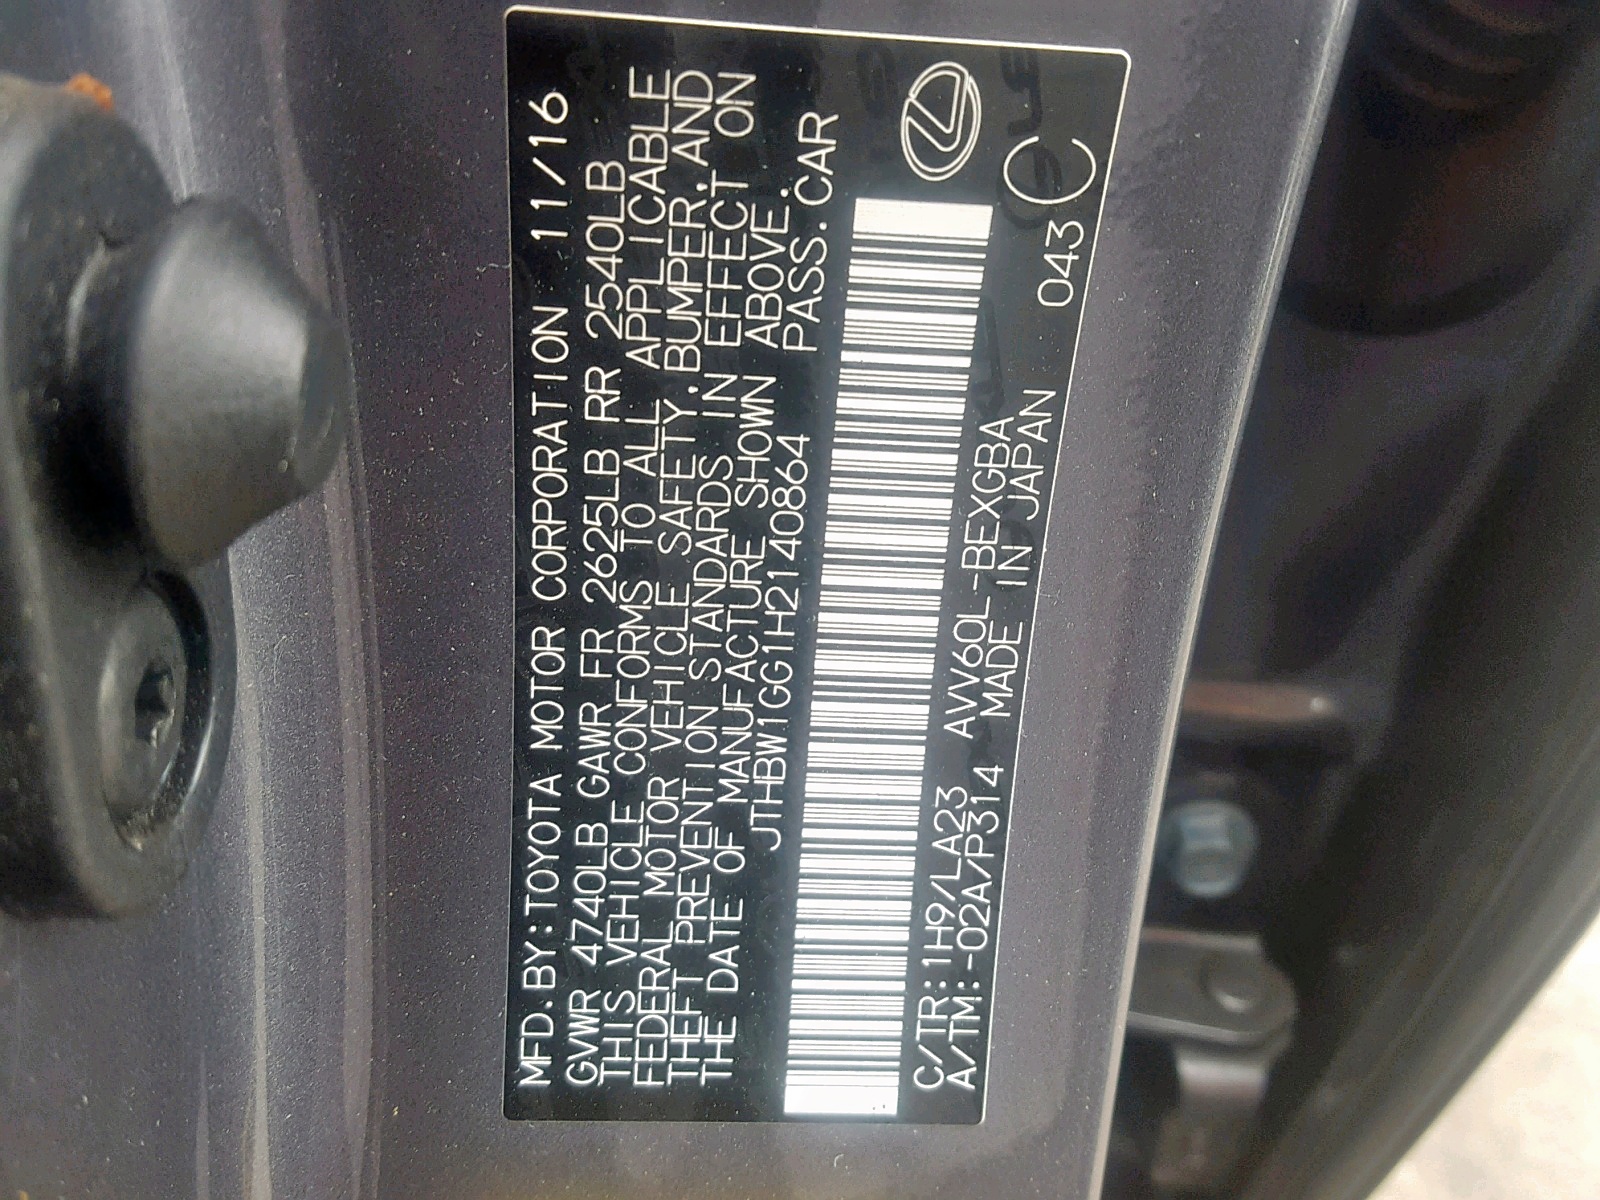 MFD.BY:TOYOTA MOTOR CORPORATION 11/16
GVWR 4740LB GAWR FR 2625LB RR 2540LB
THIS VEHICLE CONFORMS TO ALL APPLICABLE
FEDERAL MOTOR VEHICLE SAFETY,BUMPER,AND
THEFT PREVENTION STANDARDS IN EFFECT ON
THE DATE OF MANUFACTURE SHOWN ABOVE.
JTHBW1GG1H2140864 PASS.CAR
C/TR:1H9/LA23 AVV60L-BEXGBA
A/TM:-02A/P314 MADE IN JAPAN 043 C